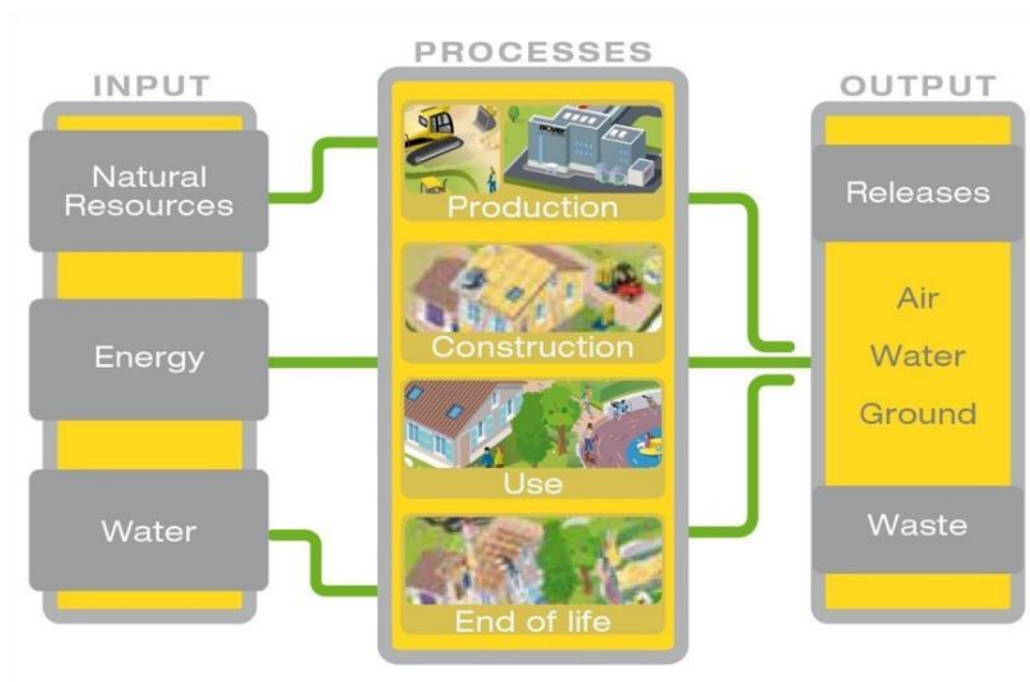 INPUT
Natural
Resources
Energy
Water
PROCESSES
Production
Construction
Use
End of life
OUTPUT
Releases
Air
Water
Ground
Waste